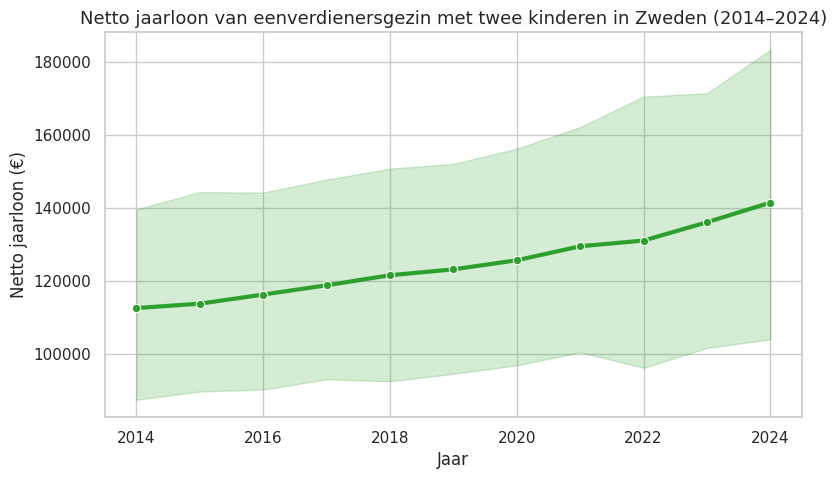 Netto jaarloon van eenverdienersgezin met twee kinderen in Zweden (2014–2024)
Netto jaarloon (€)
180000
160000
140000
120000
100000
2014 2016 2018 2020 2022 2024
Jaar